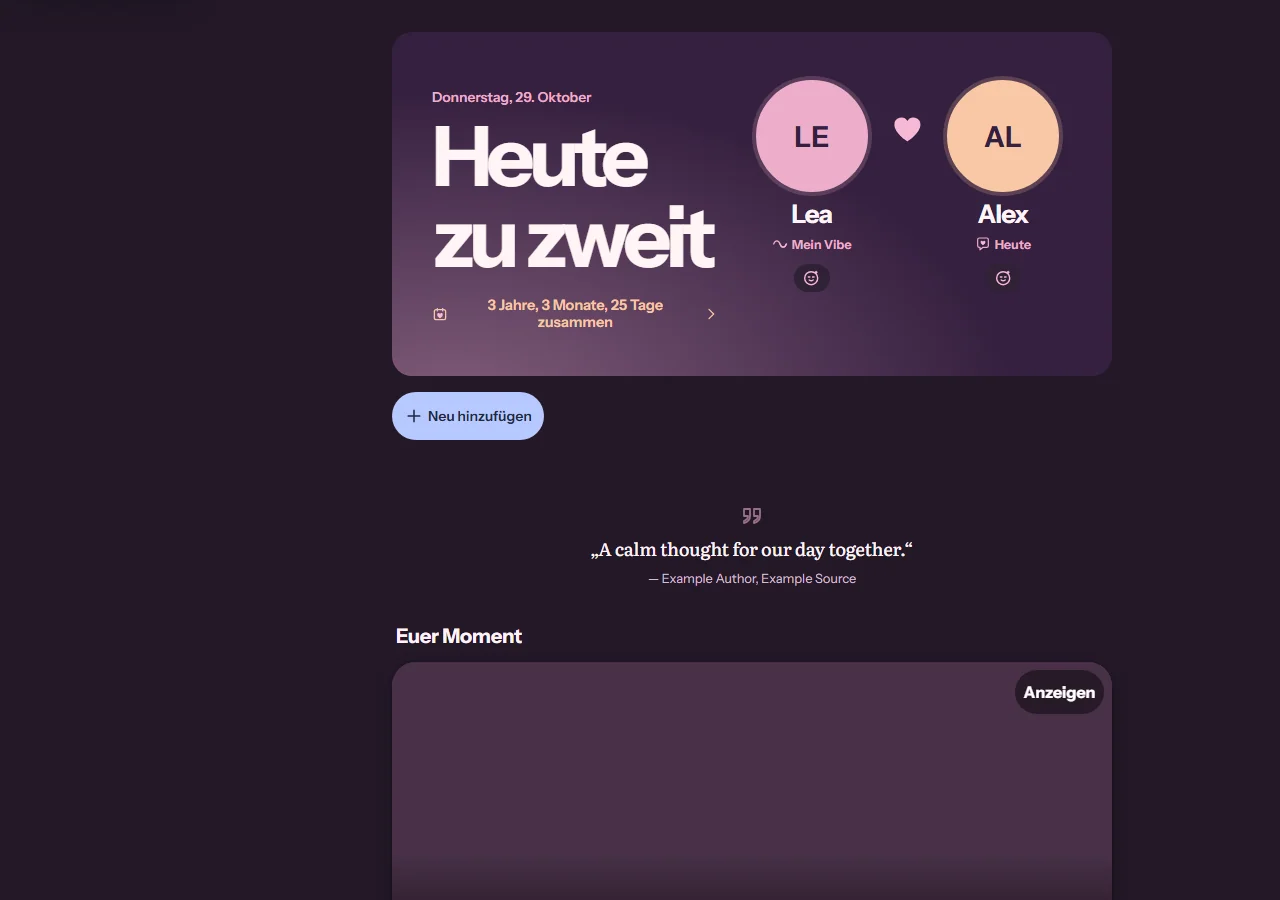 Donnerstag, 29. Oktober
Heute
zu zweit
3 Jahre, 3 Monate, 25 Tage
zusammen
LE
AL
Lea
Alex
Mein Vibe
Heute
Neu hinzufügen
„A calm thought for our day together.“
— Example Author, Example Source
Euer Moment
Anzeigen